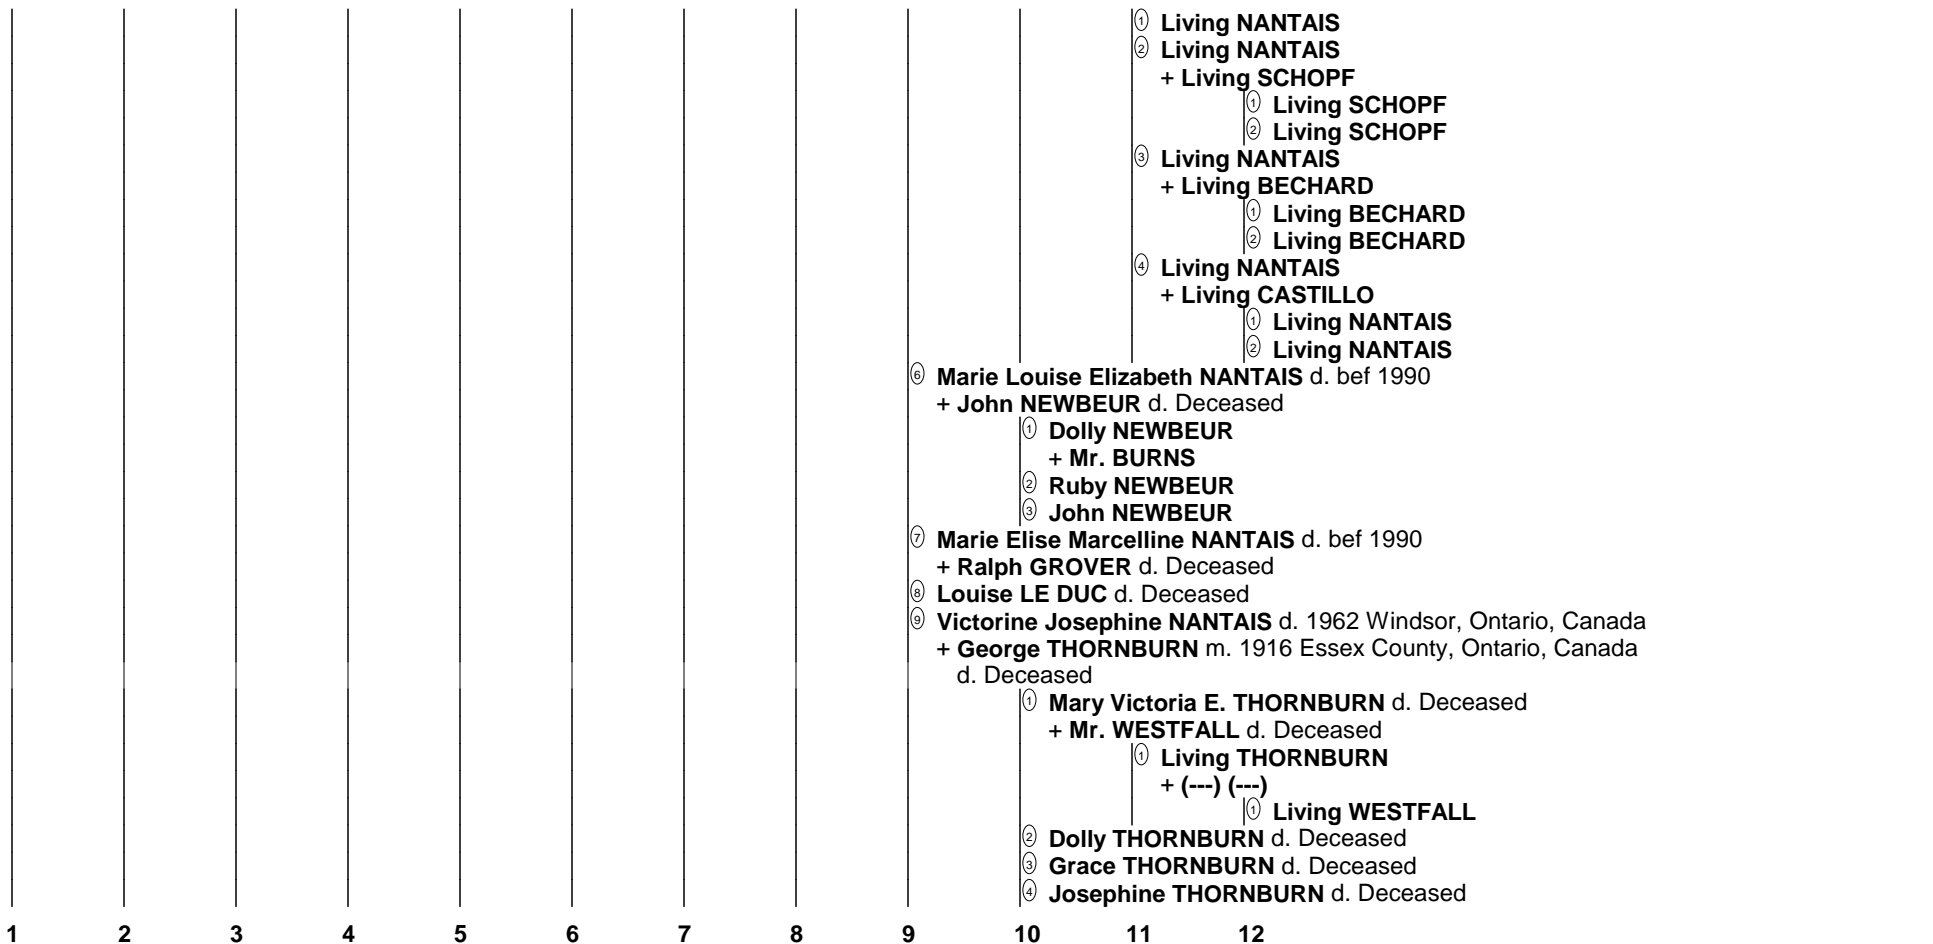 ① Living NANTAIS
② Living NANTAIS
+ Living SCHOPF
① Living SCHOPF
② Living SCHOPF
③ Living NANTAIS
+ Living BECHARD
① Living BECHARD
② Living BECHARD
④ Living NANTAIS
+ Living CASTILLO
① Living NANTAIS
② Living NANTAIS
⑥ Marie Louise Elizabeth NANTAIS d. bef 1990
+ John NEWBEUR d. Deceased
① Dolly NEWBEUR
+ Mr. BURNS
② Ruby NEWBEUR
③ John NEWBEUR
⑦ Marie Elise Marcelline NANTAIS d. bef 1990
+ Ralph GROVER d. Deceased
⑧ Louise LE DUC d. Deceased
⑨ Victorine Josephine NANTAIS d. 1962 Windsor, Ontario, Canada
+ George THORNBURN m. 1916 Essex County, Ontario, Canada
d. Deceased
① Mary Victoria E. THORNBURN d. Deceased
+ Mr. WESTFALL d. Deceased
① Living THORNBURN
+ (---) (---)
① Living WESTFALL
② Dolly THORNBURN d. Deceased
③ Grace THORNBURN d. Deceased
④ Josephine THORNBURN d. Deceased
1 2 3 4 5 6 7 8 9 10 11 12